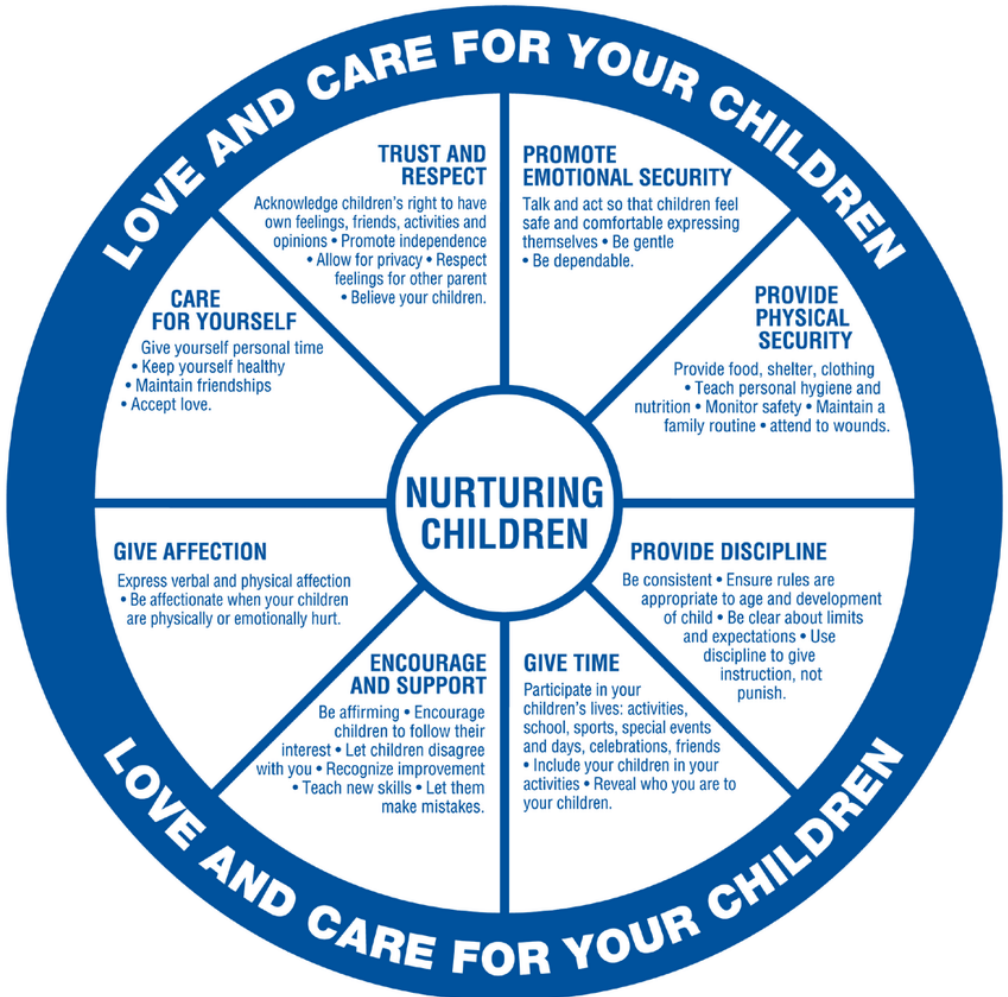 LOVE AND CARE FOR YOUR CHILDREN
TRUST AND
RESPECT
Acknowledge children's right to have
own feelings, friends, activities and
opinions • Promote independence
• Allow for privacy • Respect
feelings for other parent
• Believe your children.
PROMOTE
EMOTIONAL SECURITY
Talk and act so that children feel
safe and comfortable expressing
themselves • Be gentle
• Be dependable.
CARE
FOR YOURSELF
Give yourself personal time
• Keep yourself healthy
• Maintain friendships
• Accept love.
PROVIDE
PHYSICAL
SECURITY
Provide food, shelter, clothing
• Teach personal hygiene and
nutrition • Monitor safety • Maintain a
family routine • attend to wounds.
NURTURING
CHILDREN
GIVE AFFECTION
Express verbal and physical affection
• Be affectionate when your children
are physically or emotionally hurt.
PROVIDE DISCIPLINE
Be consistent • Ensure rules are
appropriate to age and development
of child • Be clear about limits
and expectations • Use
discipline to give
instruction, not
punish.
ENCOURAGE
AND SUPPORT
Be affirming • Encourage
children to follow their
interest • Let children disagree
with you • Recognize improvement
• Teach new skills • Let them
make mistakes.
GIVE TIME
Participate in your
children's lives: activities,
school, sports, special events
and days, celebrations, friends
• Include your children in your
activities • Reveal who you are to
your children.
LOVE AND CARE FOR YOUR CHILDREN